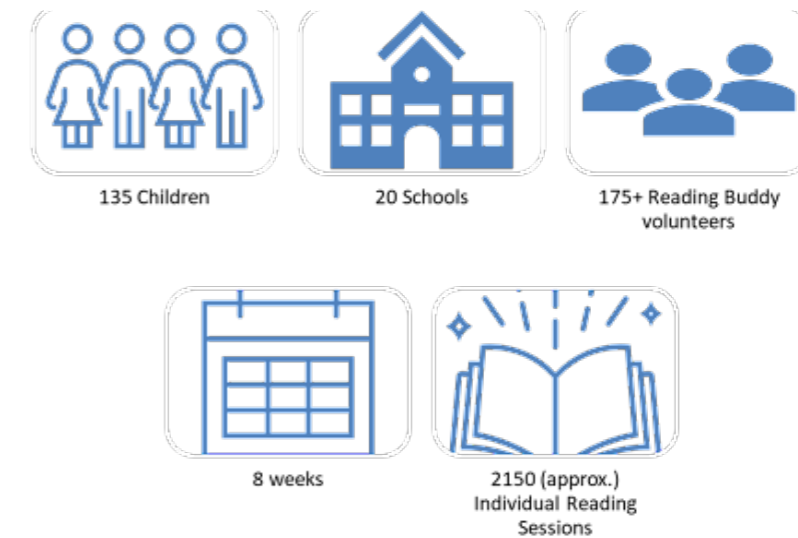 135 Children
20 Schools
175+ Reading Buddy
volunteers
8 weeks
2150 (approx.)
Individual Reading
Sessions